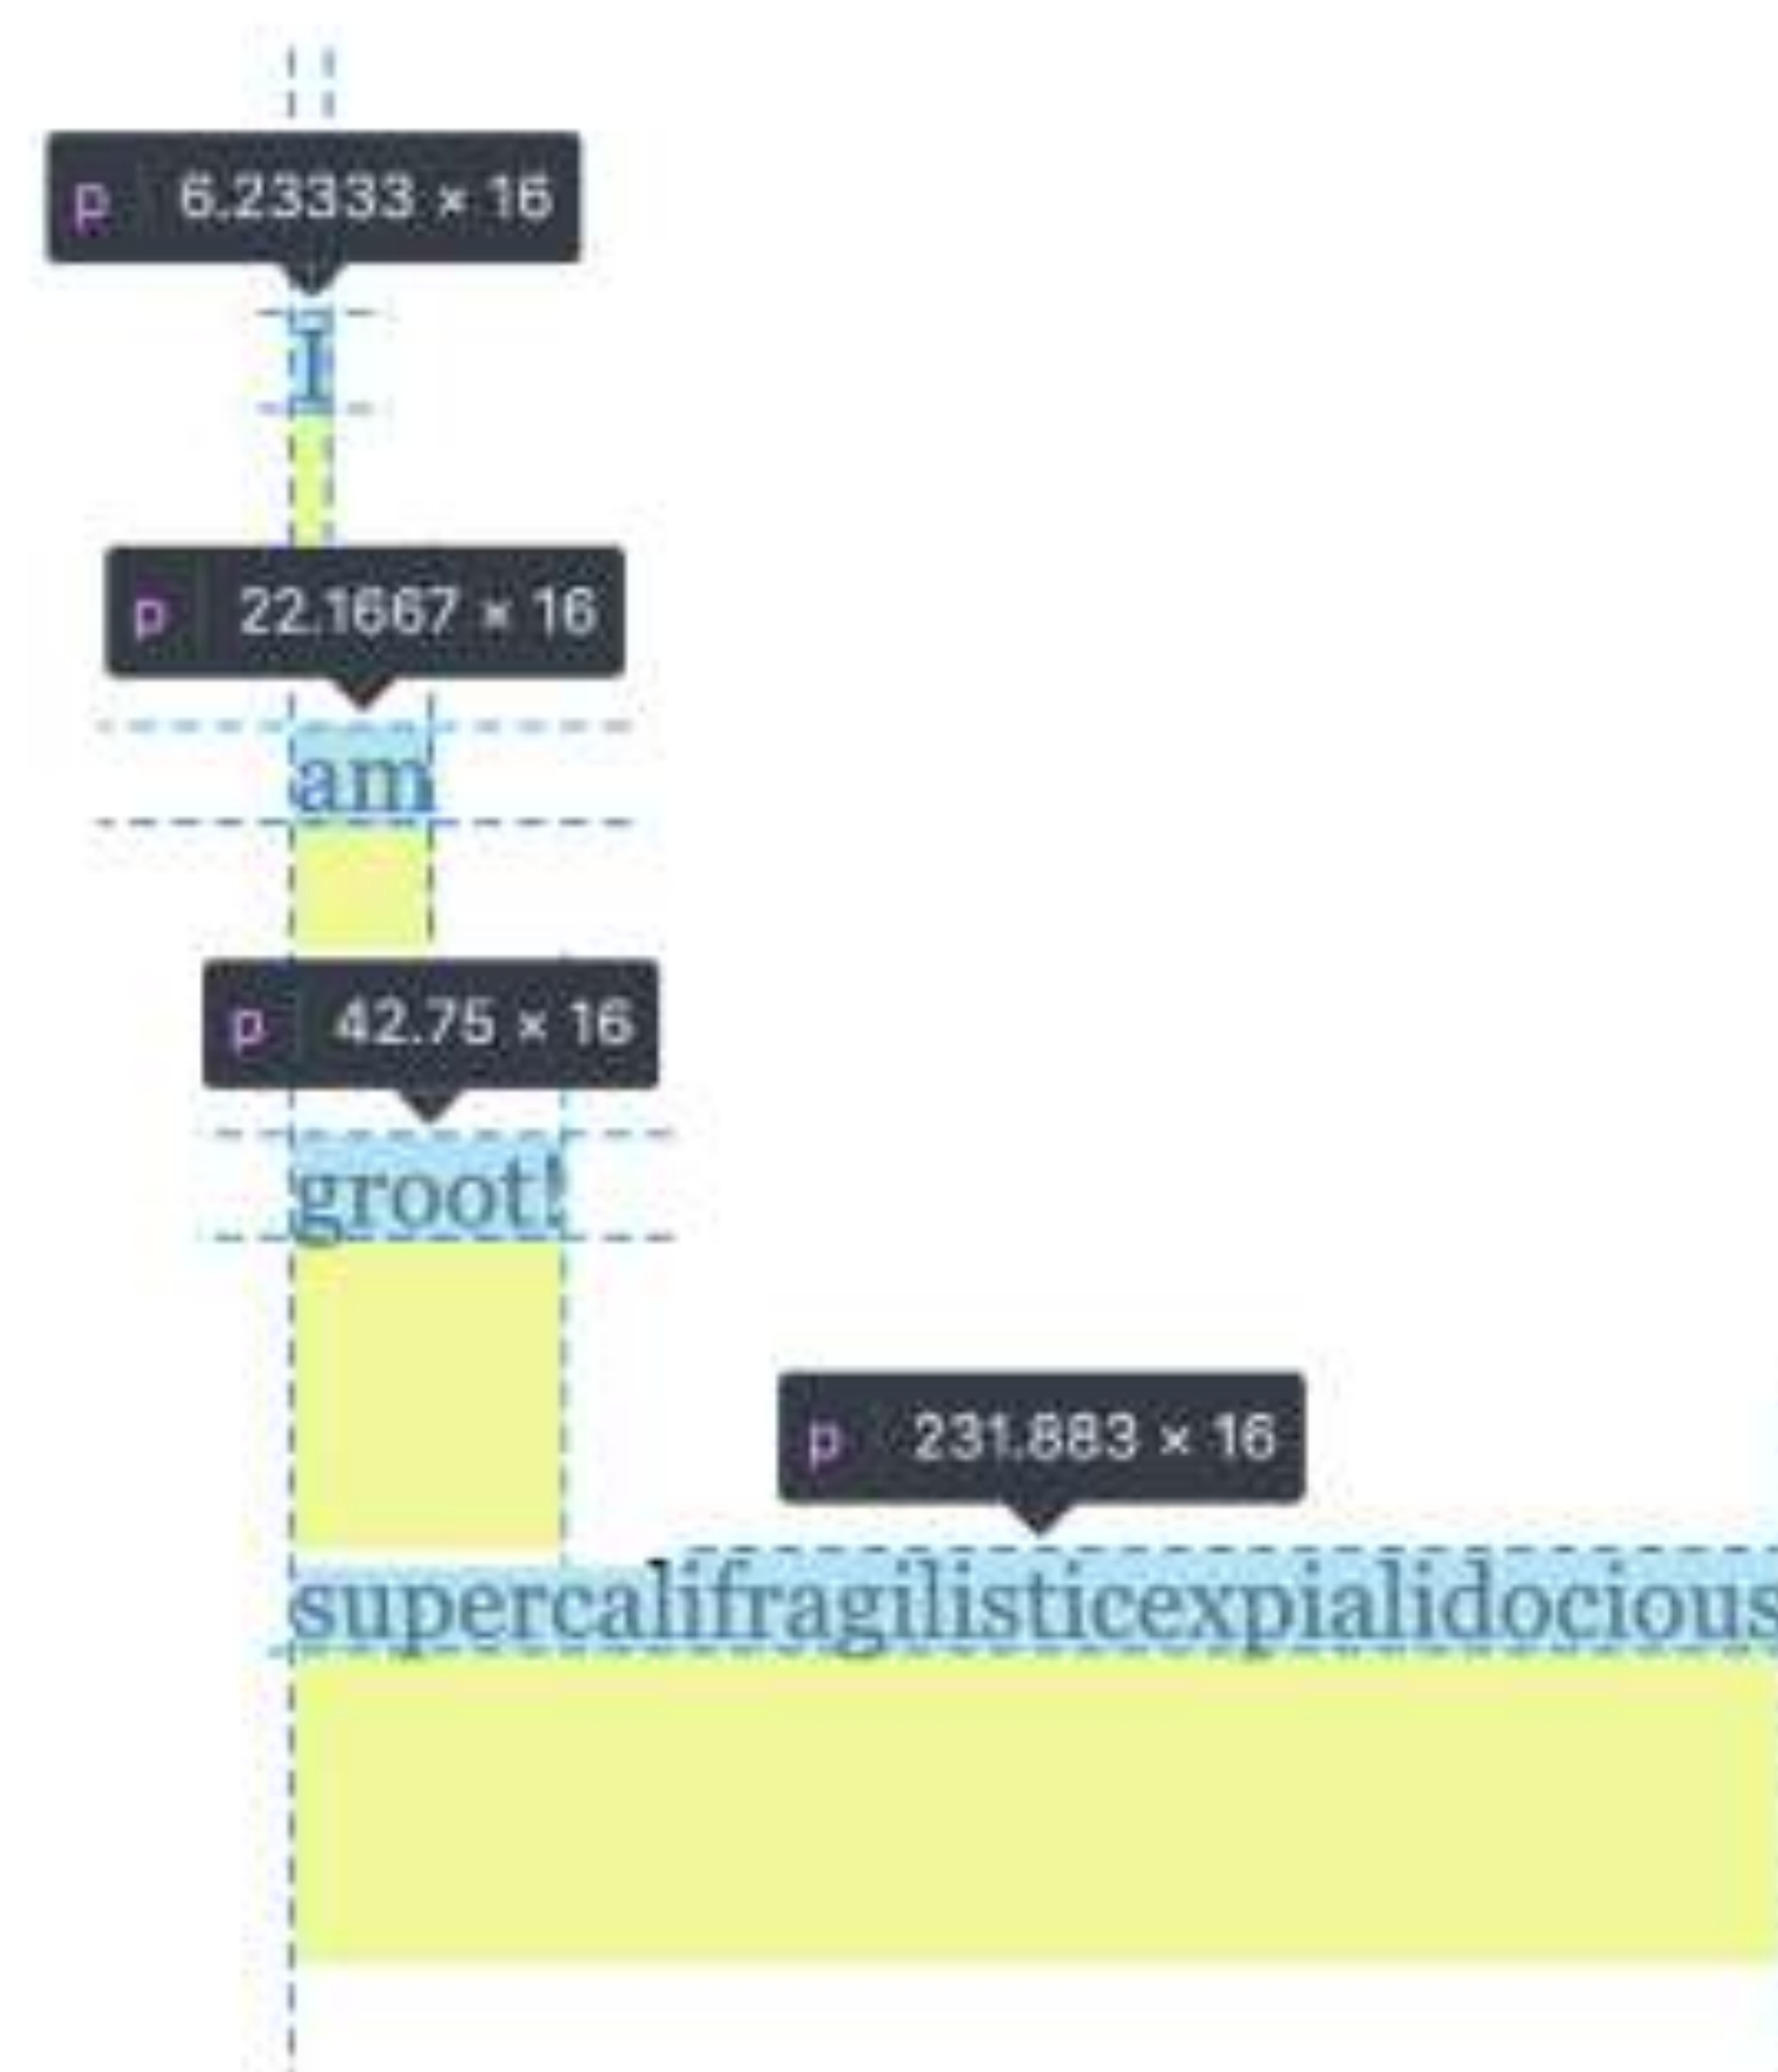 p 6.23333 × 16
I
p 22.1667 × 16
am
p 42.75 × 16
groot!
p 231.883 × 16
supercalifragilisticexpialidocious